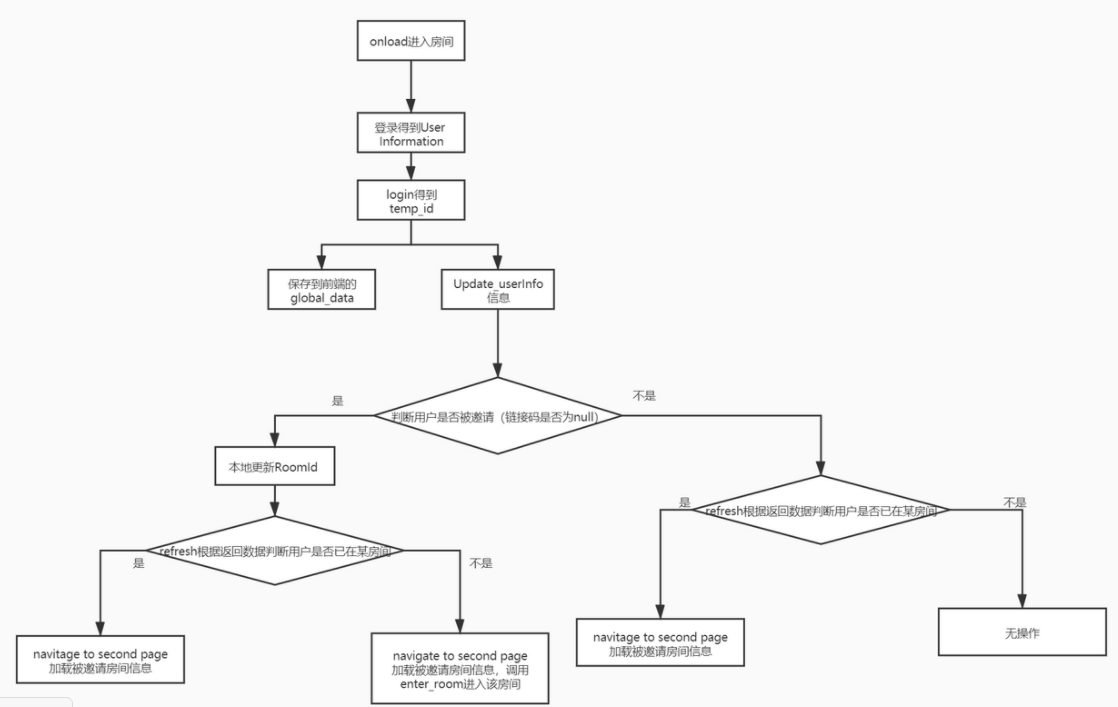 onload进入房间
登录得到User
Information
login得到
temp_id
保存到前端的
global_data
Update_userInfo
信息
是
不是
判断用户是否被邀请（链接码是否为null）
本地更新RoomId
是
不是
refresh根据返回数据判断用户是否已在某房间
refresh根据返回数据判断用户是否已在某房间
是
不是
navitage to second page
加载被邀请房间信息
navigate to second page
加载被邀请房间信息，调用
enter_room进入该房间
navitage to second page
加载被邀请房间信息
无操作